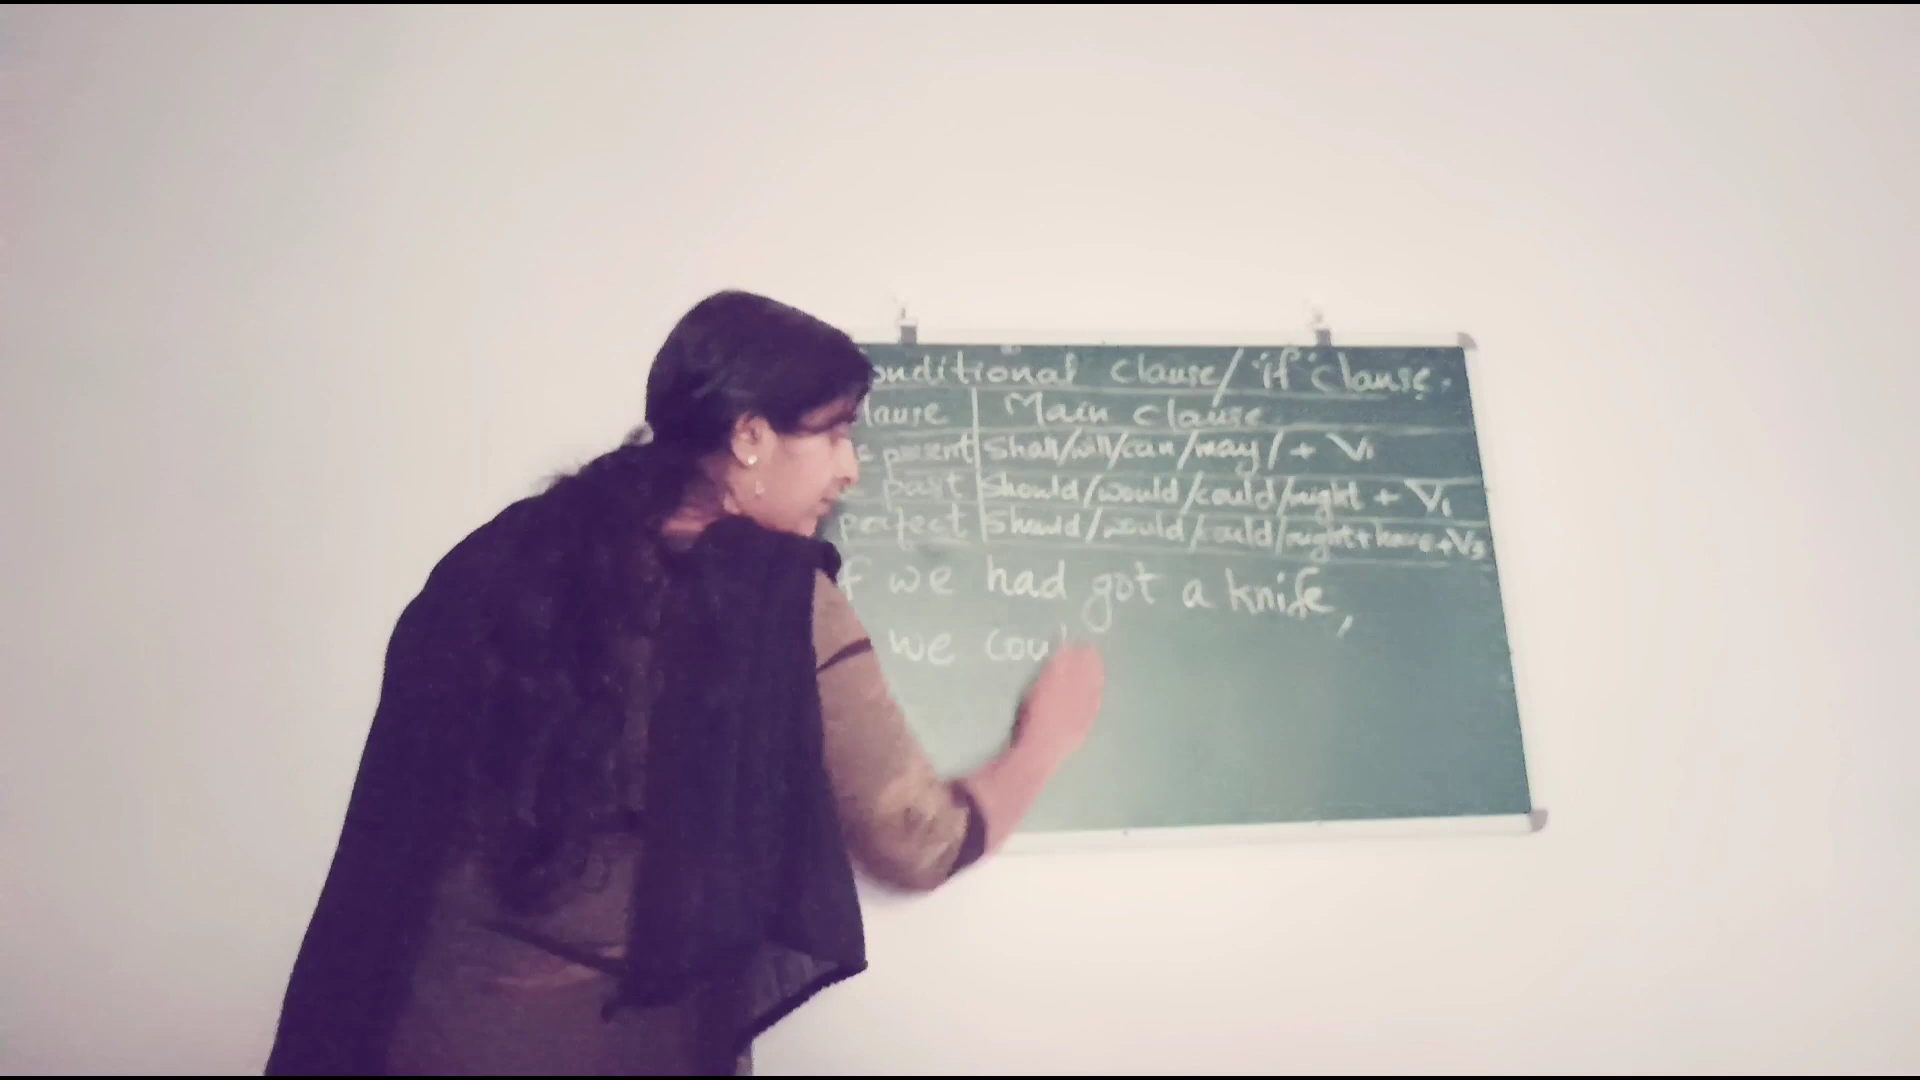 onditional clause/ "if" clause.
lause | Main clause
present | shall/will/can/may/ + V1
past | should/would/could/might + V1
perfect | should/would/could/might+have+V3
f we had got a knife,
we coul